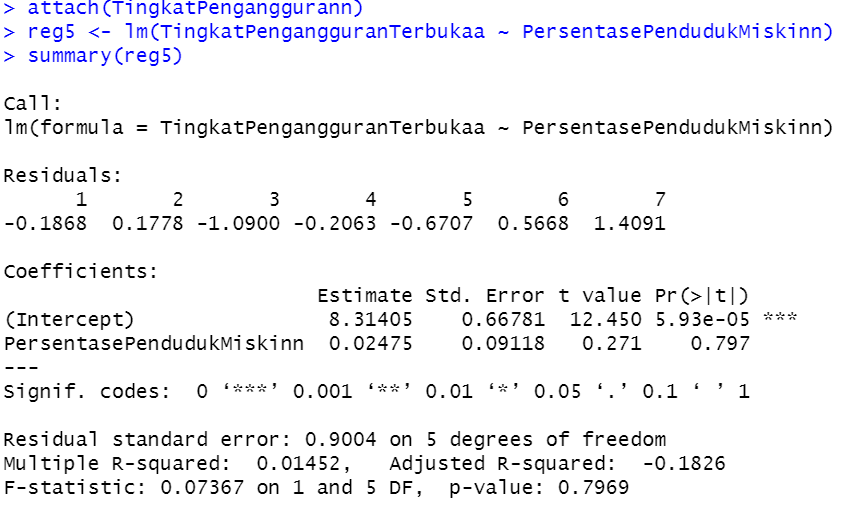 > attach(TingkatPenganggurann)
> reg5 <- lm(TingkatPengangguranTerbukaa ~ PersentasePendudukMiskinn)
> summary(reg5)
Call:
lm(formula = TingkatPengangguranTerbukaa ~ PersentasePendudukMiskinn)
Residuals:
1 2 3 4 5 6 7
-0.1868 0.1778 -1.0900 -0.2063 -0.6707 0.5668 1.4091
Coefficients:
Estimate Std. Error t value Pr(>|t|)
(Intercept) 8.31405 0.66781 12.450 5.93e-05 ***
PersentasePendudukMiskinn 0.02475 0.09118 0.271 0.797
---
Signif. codes: 0 ‘***’ 0.001 ‘**’ 0.01 ‘*’ 0.05 ‘.’ 0.1 ‘ ’ 1
Residual standard error: 0.9004 on 5 degrees of freedom
Multiple R-squared: 0.01452, Adjusted R-squared: -0.1826
F-statistic: 0.07367 on 1 and 5 DF, p-value: 0.7969